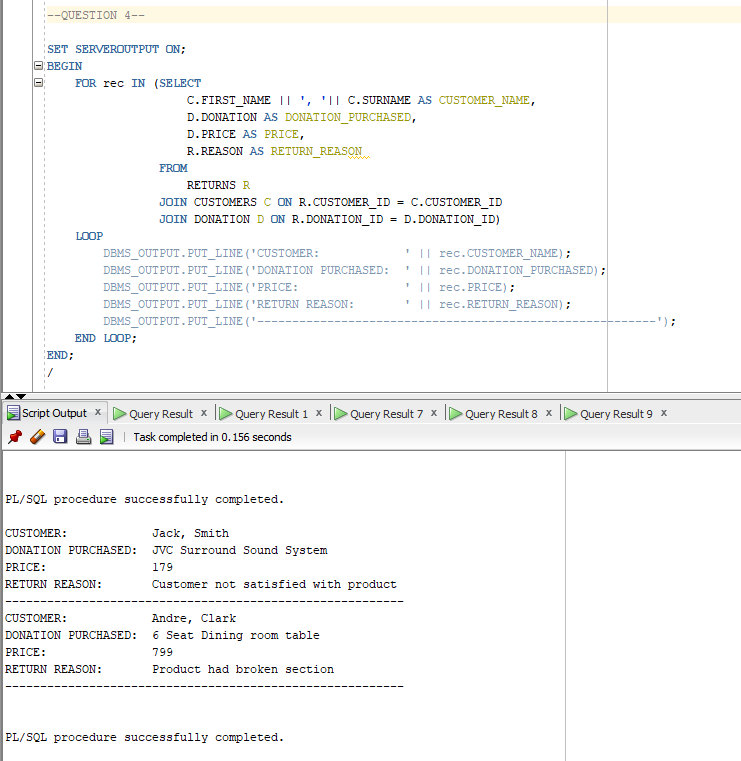 --QUESTION 4--
SET SERVEROUTPUT ON;
BEGIN
    FOR rec IN (SELECT
                    C.FIRST_NAME || ', '|| C.SURNAME AS CUSTOMER_NAME,
                    D.DONATION AS DONATION_PURCHASED,
                    D.PRICE AS PRICE,
                    R.REASON AS RETURN_REASON
                FROM
                    RETURNS R
                JOIN CUSTOMERS C ON R.CUSTOMER_ID = C.CUSTOMER_ID
                JOIN DONATION D ON R.DONATION_ID = D.DONATION_ID)
    LOOP
        DBMS_OUTPUT.PUT_LINE('CUSTOMER:            ' || rec.CUSTOMER_NAME);
        DBMS_OUTPUT.PUT_LINE('DONATION PURCHASED:  ' || rec.DONATION_PURCHASED);
        DBMS_OUTPUT.PUT_LINE('PRICE:               ' || rec.PRICE);
        DBMS_OUTPUT.PUT_LINE('RETURN REASON:       ' || rec.RETURN_REASON);
        DBMS_OUTPUT.PUT_LINE('---------------------------------------------------------');
    END LOOP;
END;
/
Script Output x Query Result x Query Result 1 x Query Result 7 x Query Result 8 x Query Result 9 x
Task completed in 0.156 seconds
PL/SQL procedure successfully completed.
CUSTOMER:            Jack, Smith
DONATION PURCHASED:  JVC Surround Sound System
PRICE:               179
RETURN REASON:       Customer not satisfied with product
---------------------------------------------------------
CUSTOMER:            Andre, Clark
DONATION PURCHASED:  6 Seat Dining room table
PRICE:               799
RETURN REASON:       Product had broken section
---------------------------------------------------------
PL/SQL procedure successfully completed.